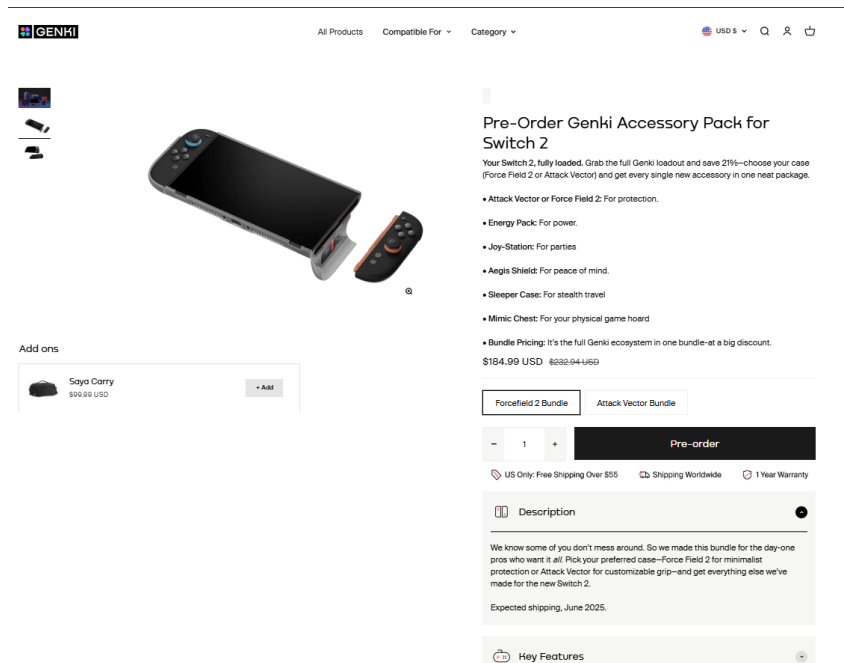 GENKI
All Products
Compatible For
Category
USD $
Pre-Order Genki Accessory Pack for
Switch 2
Your Switch 2, fully loaded. Grab the full Genki loadout and save 21%—choose your case
(Force Field 2 or Attack Vector) and get every single new accessory in one neat package.
• Attack Vector or Force Field 2: For protection.
• Energy Pack: For power.
• Joy-Station: For parties
• Aegis Shield: For peace of mind.
• Sleeper Case: For stealth travel
• Mimic Chest: For your physical game hoard
• Bundle Pricing: It's the full Genki ecosystem in one bundle-at a big discount.
$184.99 USD $232.94 USD
Forcefield 2 Bundle
Attack Vector Bundle
− 1 +
Pre-order
US Only: Free Shipping Over $55
Shipping Worldwide
1 Year Warranty
Description
We know some of you don't mess around. So we made this bundle for the day-one
pros who want it all. Pick your preferred case—Force Field 2 for minimalist
protection or Attack Vector for customizable grip—and get everything else we've
made for the new Switch 2.
Expected shipping, June 2025.
Key Features
Add ons
Saya Carry
$99.99 USD
+ Add